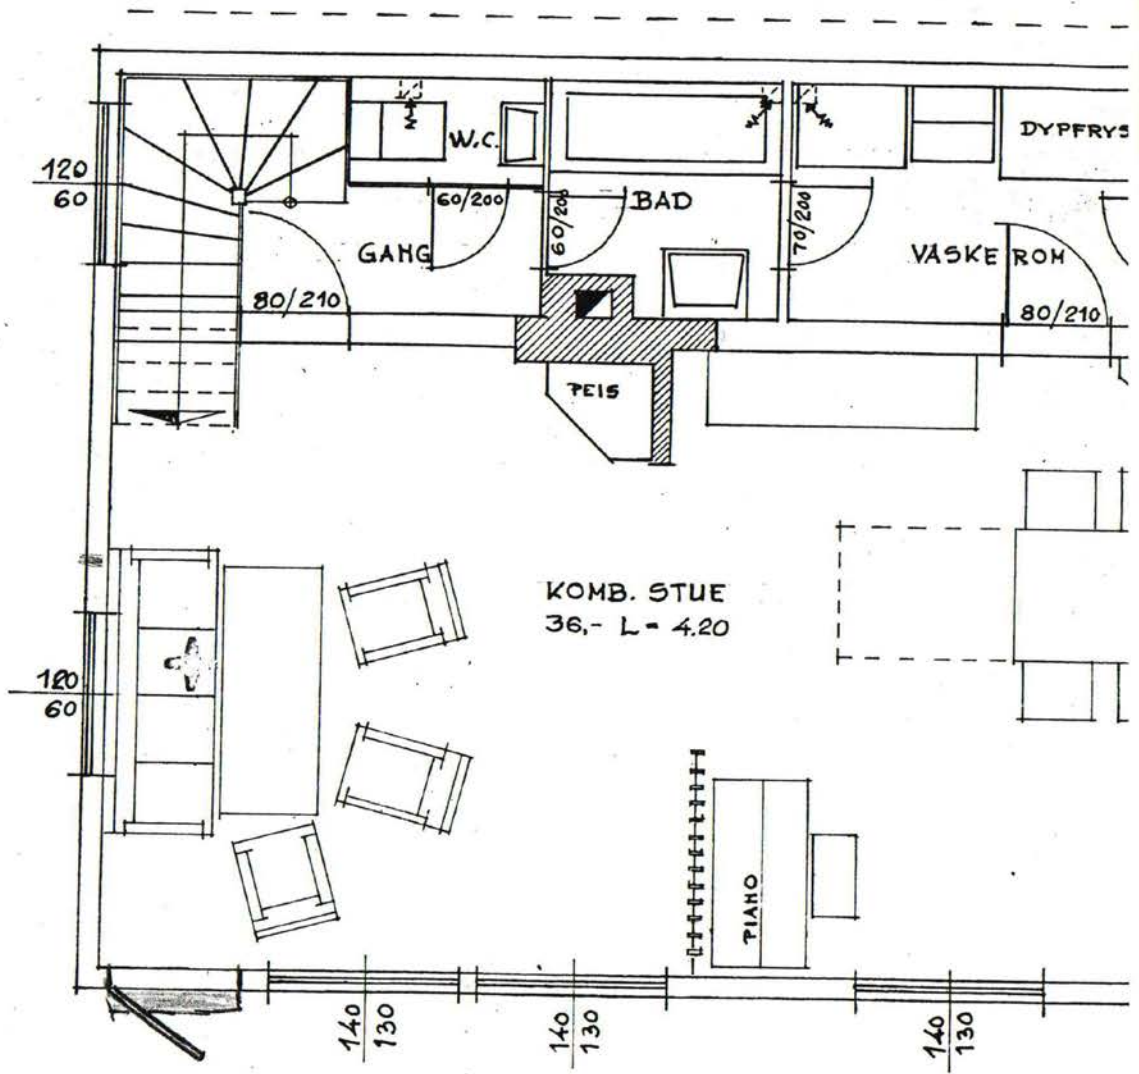 W.C.
DYPFRYS
120
60
60/200
60/200
BAD
70/200
GANG
VASKE ROM
80/210
80/210
PEIS
KOMB. STUE
36,- L = 4.20
120
60
PIANO
140
130
140
130
140
130